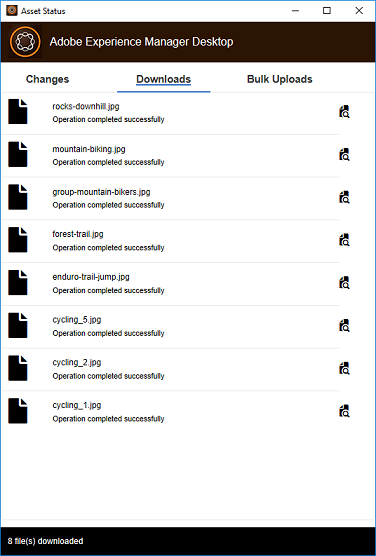 Asset Status
Adobe Experience Manager Desktop
Changes Downloads Bulk Uploads
rocks-downhill.jpg
Operation completed successfully
mountain-biking.jpg
Operation completed successfully
group-mountain-bikers.jpg
Operation completed successfully
forest-trail.jpg
Operation completed successfully
enduro-trail-jump.jpg
Operation completed successfully
cycling_5.jpg
Operation completed successfully
cycling_2.jpg
Operation completed successfully
cycling_1.jpg
Operation completed successfully
8 file(s) downloaded